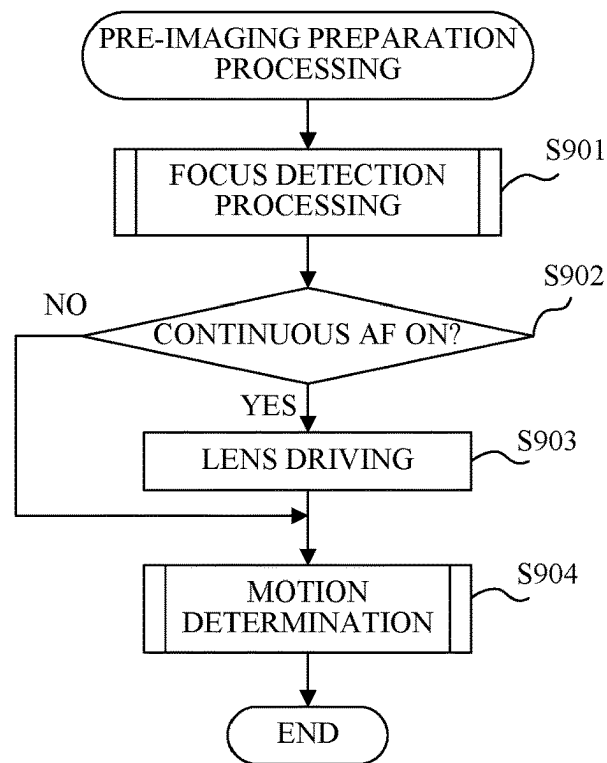 PRE-IMAGING PREPARATION
PROCESSING
S901
FOCUS DETECTION
PROCESSING
S902
NO
CONTINUOUS AF ON?
YES
S903
LENS DRIVING
S904
MOTION
DETERMINATION
END